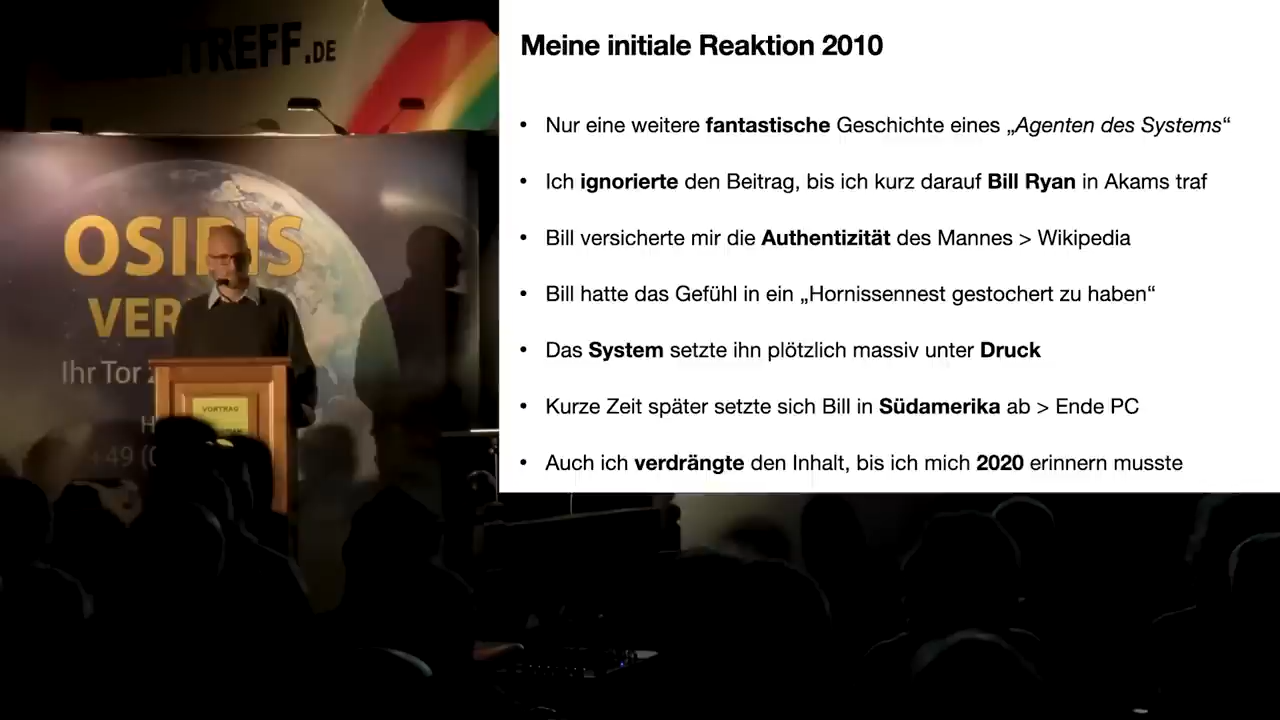 TREFF.DE
OSIRIS
VER
Ihr Tor z
H
+49 (0
VORTRAG
Meine initiale Reaktion 2010
• Nur eine weitere fantastische Geschichte eines „Agenten des Systems“
• Ich ignorierte den Beitrag, bis ich kurz darauf Bill Ryan in Akams traf
• Bill versicherte mir die Authentizität des Mannes > Wikipedia
• Bill hatte das Gefühl in ein „Hornissennest gestochert zu haben“
• Das System setzte ihn plötzlich massiv unter Druck
• Kurze Zeit später setzte sich Bill in Südamerika ab > Ende PC
• Auch ich verdrängte den Inhalt, bis ich mich 2020 erinnern musste